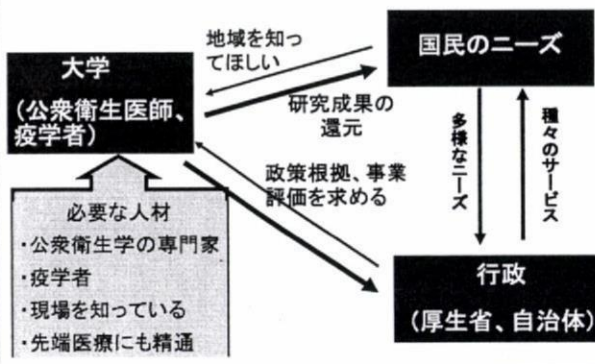 地域を知っ
てほしい
国民のニーズ
大学
(公衆衛生医師、
疫学者)
研究成果の
還元
多様なニーズ
種々のサービス
政策根拠、事業
評価を求める
必要な人材
・公衆衛生学の専門家
・疫学者
・現場を知っている
・先端医療にも精通
行政
(厚生省、自治体)